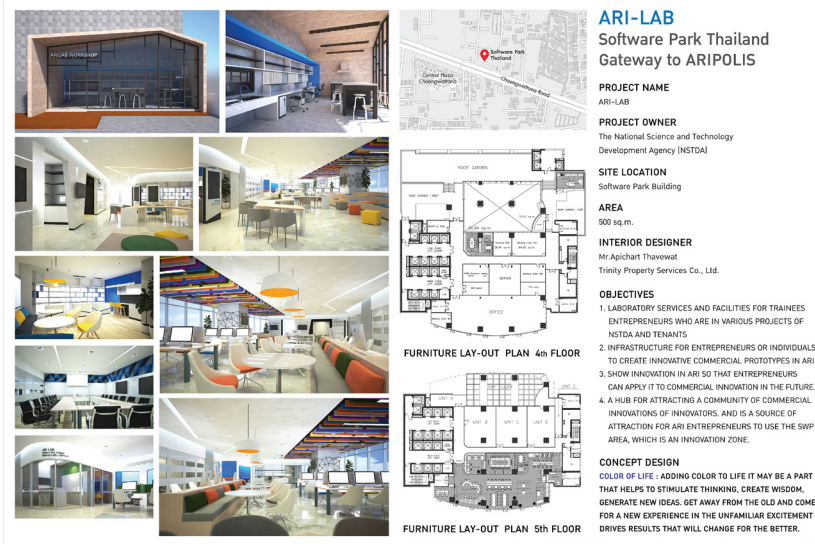 ARI-LAB
Software Park Thailand
Gateway to ARIPOLIS
PROJECT NAME
ARI-LAB
PROJECT OWNER
The National Science and Technology
Development Agency (NSTDA)
SITE LOCATION
Software Park Building
AREA
500 sq.m.
INTERIOR DESIGNER
Mr.Apichart Thavewat
Trinity Property Services Co., Ltd.
OBJECTIVES
1. LABORATORY SERVICES AND FACILITIES FOR TRAINEES
ENTREPRENEURS WHO ARE IN VARIOUS PROJECTS OF
NSTDA AND TENANTS
2. INFRASTRUCTURE FOR ENTREPRENEURS OR INDIVIDUALS
TO CREATE INNOVATIVE COMMERCIAL PROTOTYPES IN ARI
3. SHOW INNOVATION IN ARI SO THAT ENTREPRENEURS
CAN APPLY IT TO COMMERCIAL INNOVATION IN THE FUTURE.
4. A HUB FOR ATTRACTING A COMMUNITY OF COMMERCIAL
INNOVATIONS OF INNOVATORS. AND IS A SOURCE OF
ATTRACTION FOR ARI ENTREPRENEURS TO USE THE SWP
AREA, WHICH IS AN INNOVATION ZONE.
CONCEPT DESIGN
COLOR OF LIFE : ADDING COLOR TO LIFE IT MAY BE A PART
THAT HELPS TO STIMULATE THINKING, CREATE WISDOM,
GENERATE NEW IDEAS. GET AWAY FROM THE OLD AND COME
FOR A NEW EXPERIENCE IN THE UNFAMILIAR EXCITEMENT
DRIVES RESULTS THAT WILL CHANGE FOR THE BETTER.
ARILAB WORKSHOP
Software Park
Thailand
Central Plaza
Chaengwattana
Chaengwattana Road
ROOF GARDEN
SERVER
OFFICE
FURNITURE LAY-OUT PLAN 4th FLOOR
UNIT A
UNIT B
UNIT C
UNIT D
FURNITURE LAY-OUT PLAN 5th FLOOR
ARI LAB